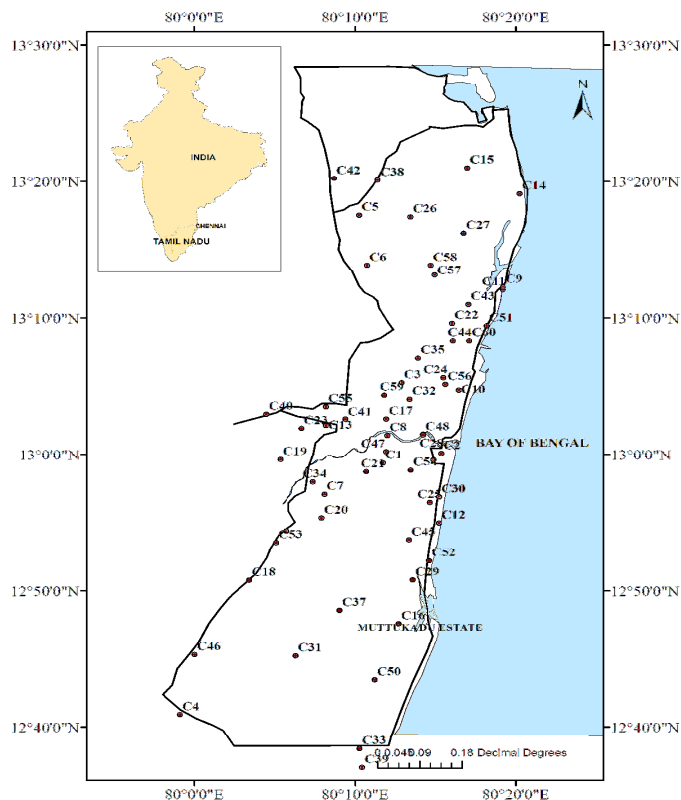 80°0'0"E 80°10'0"E 80°20'0"E
13°30'0"N 13°30'0"N
N
INDIA
CHENNAI
TAMIL NADU
C15
C42 C38
13°20'0"N 13°20'0"N
C14
C5 C26
C27
C6 C58
C57
C11 C9
C43
13°10'0"N C22 C51 13°10'0"N
C44
C35
C3 C24 C56
C59 C32 C10
C40 C55
C23 C13 C41 C17
C8 C48
C19 C47 C2 BAY OF BENGAL
13°0'0"N 13°0'0"N
C21 C1 C54
C34
C7 C30
C20 C12
C53 C45
C52
12°50'0"N C18 C29 12°50'0"N
C37 C16
MUTTUKADU ESTATE
C46 C31
C50
C4
12°40'0"N 12°40'0"N
C33
0.18 Decimal Degrees
C39
80°0'0"E 80°10'0"E 80°20'0"E